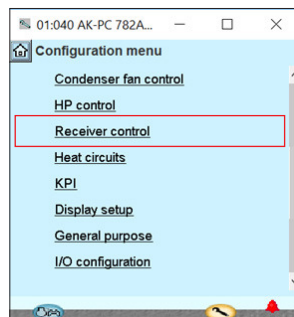 01:040 AK-PC 782A...
Configuration menu
Condenser fan control
HP control
Receiver control
Heat circuits
KPI
Display setup
General purpose
I/O configuration